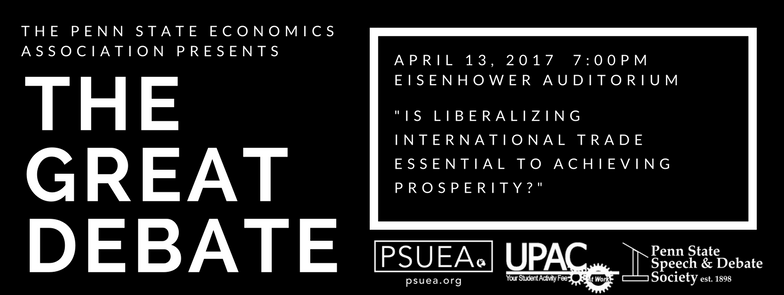 THE PENN STATE ECONOMICS
ASSOCIATION PRESENTS
THE
GREAT
DEBATE
APRIL 13, 2017 7:00PM
EISENHOWER AUDITORIUM
"IS LIBERALIZING
INTERNATIONAL TRADE
ESSENTIAL TO ACHIEVING
PROSPERITY?"
PSUEA
psuea.org
UPAC
Your Student Activity Fee
at Work
Penn State
Speech & Debate
Society est. 1898